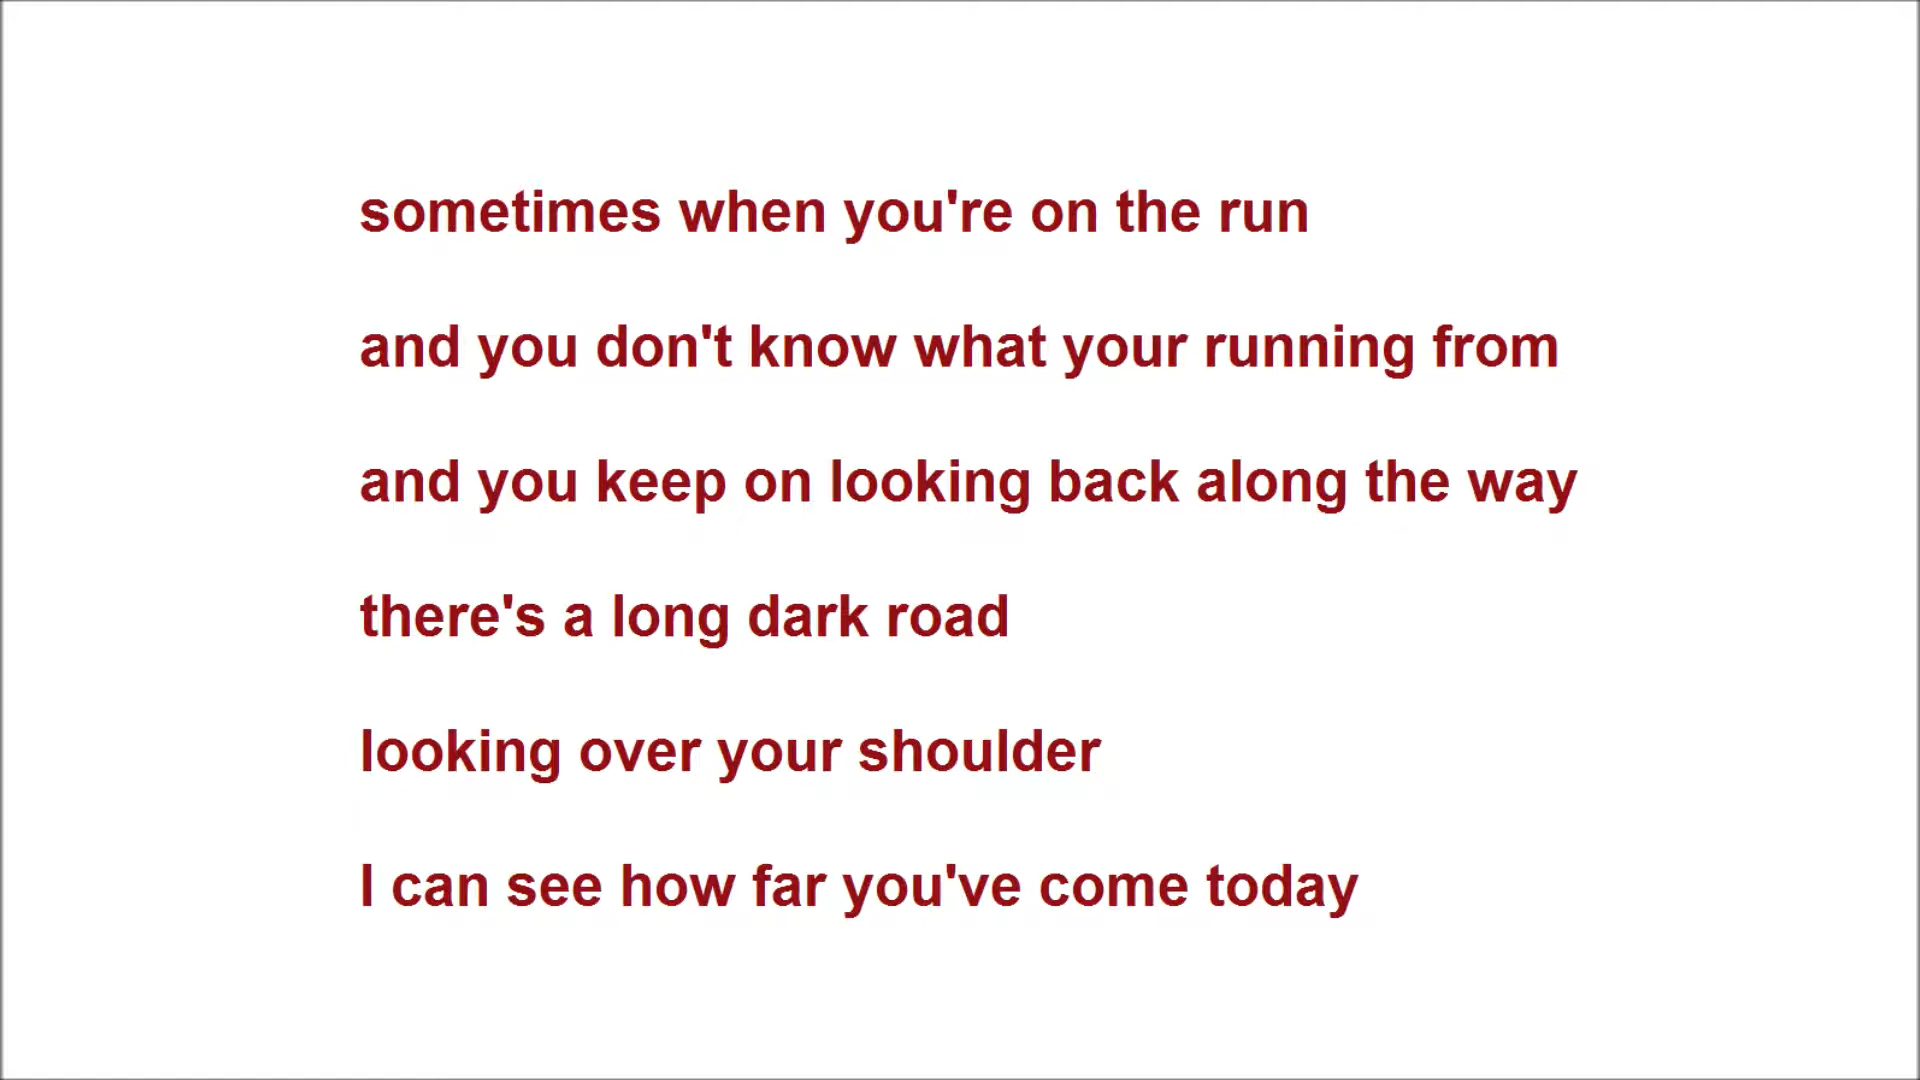 sometimes when you're on the run
and you don't know what your running from
and you keep on looking back along the way
there's a long dark road
looking over your shoulder
I can see how far you've come today